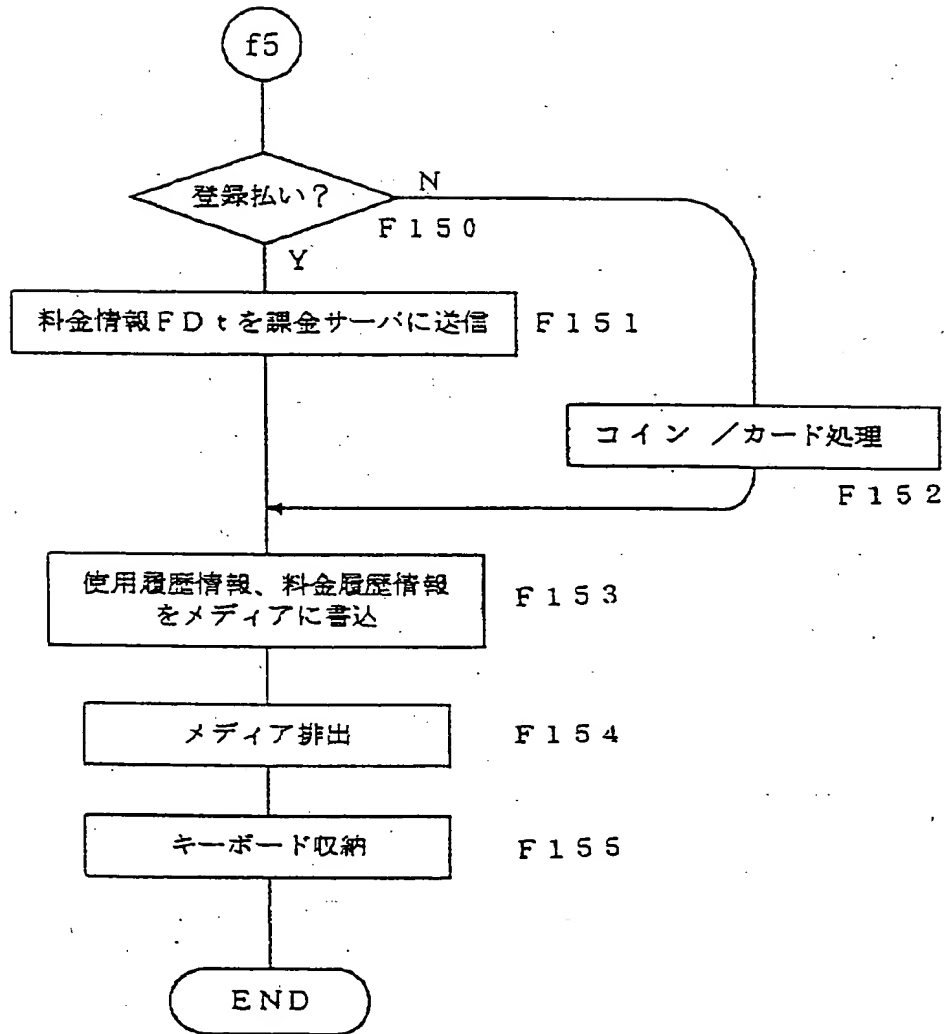 f5
登録払い?
N
F150
Y
料金情報FDtを課金サーバに送信
F151
コイン /カード処理
F152
使用履歴情報、料金履歴情報
をメディアに書込
F153
メディア排出
F154
キーボード収納
F155
END